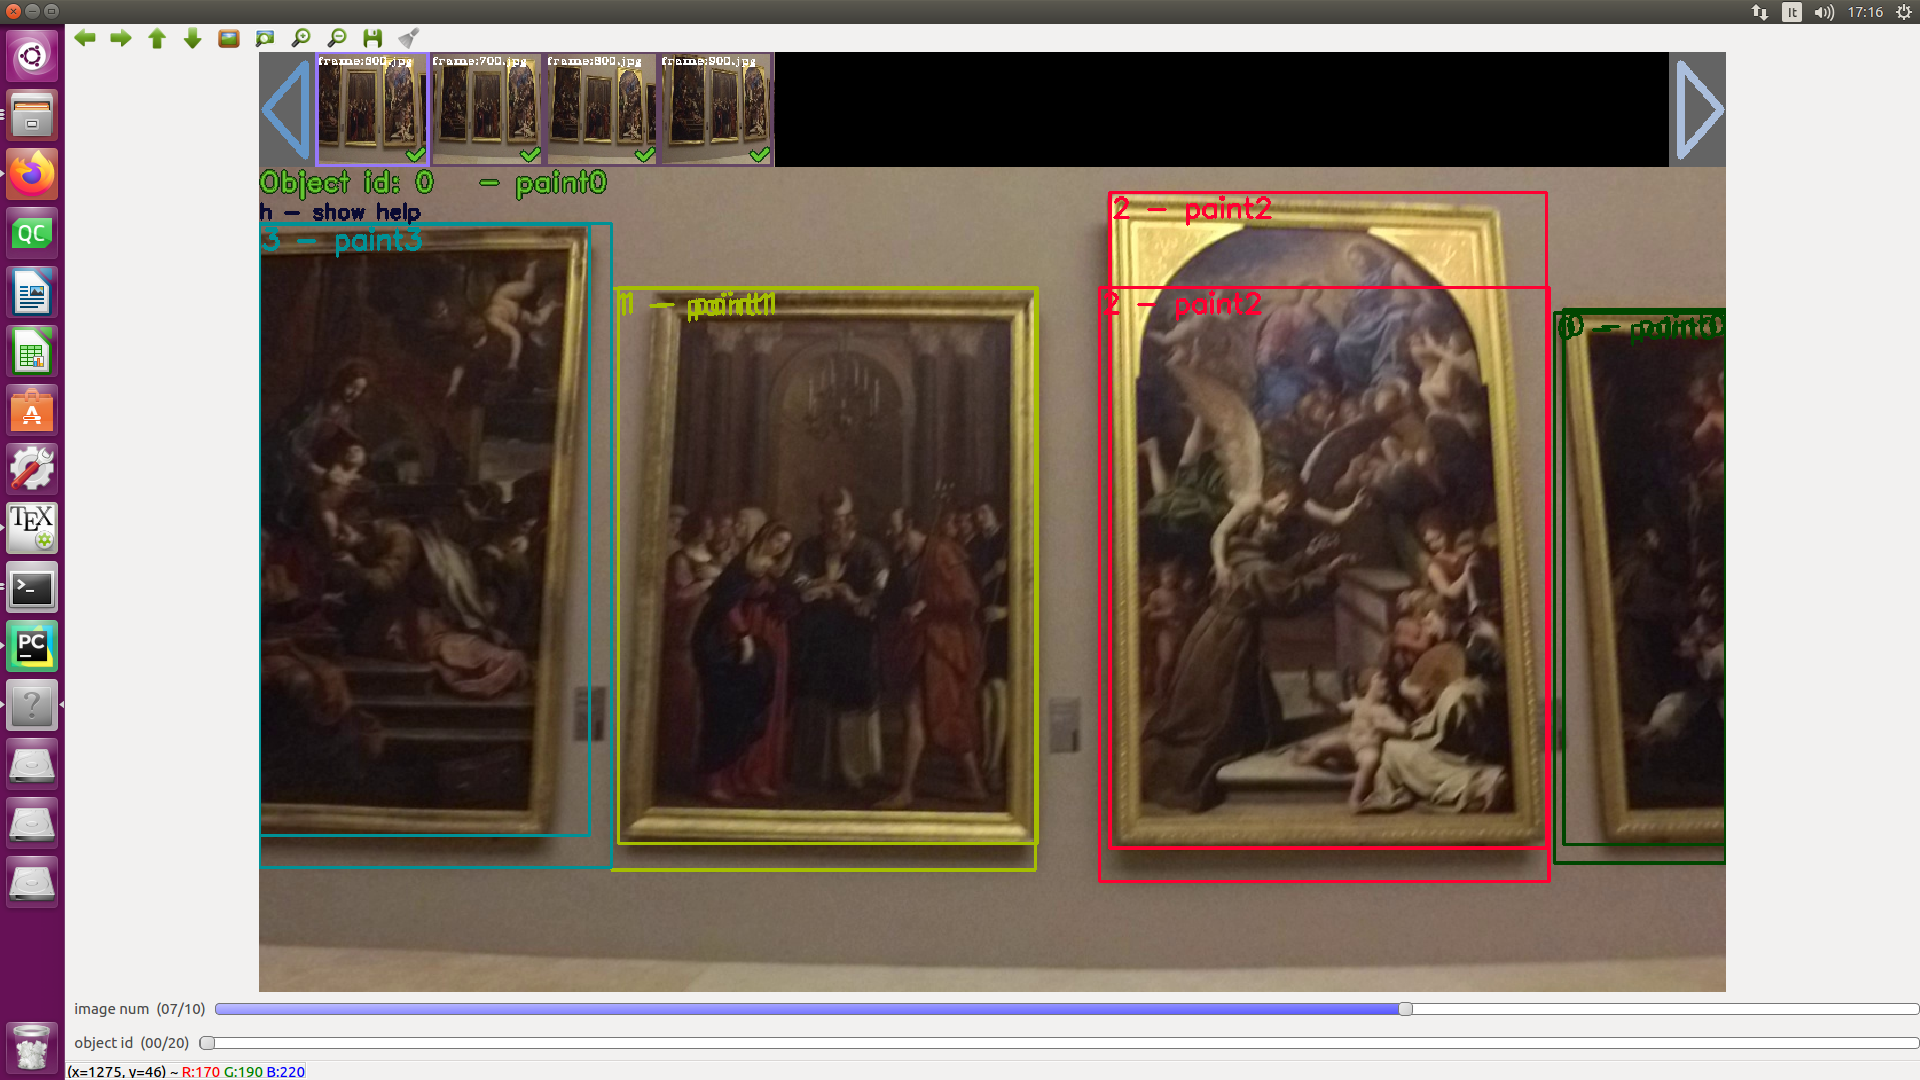 It
17:16
frame:600.jpg
frame:700.jpg
frame:800.jpg
frame:900.jpg
Object id: 0 - paint0
h - show help
3 - paint3
1 - paint1
2 - paint2
2 - paint2
0 - paint0
QC
A
TEX
>_
PC
?
image num (07/10)
object id (00/20)
(x=1275, y=46) ~ R:170 G:190 B:220